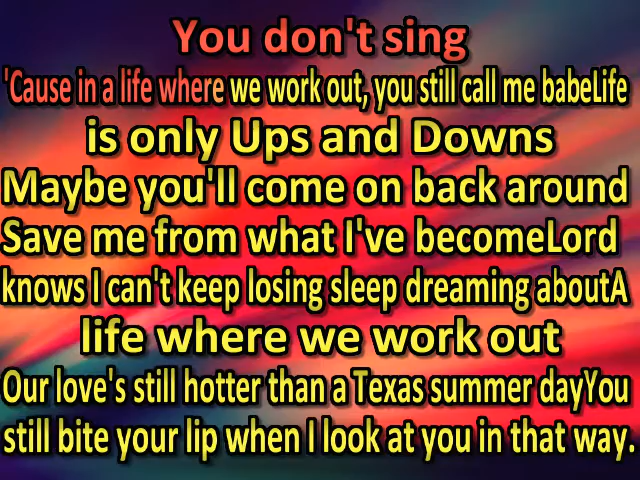 You don't sing
'Cause in a life where we work out, you still call me babeLife
is only Ups and Downs
Maybe you'll come on back around
Save me from what I've becomeLord
knows I can't keep losing sleep dreaming aboutA
life where we work out
Our love's still hotter than a Texas summer dayYou
still bite your lip when I look at you in that way.